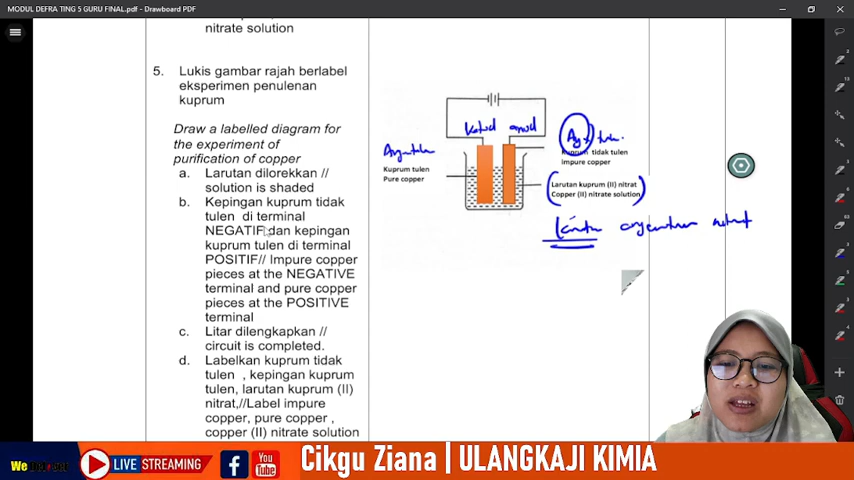 MODUL DEFRA TING 5 GURU FINAL.pdf - Drawboard PDF
nitrate solution
5. Lukis gambar rajah berlabel
eksperimen penulenan
kuprum
Draw a labelled diagram for
the experiment of
purification of copper
a. Larutan dilorekkan //
solution is shaded
b. Kepingan kuprum tidak
tulen di terminal
NEGATIF dan kepingan
kuprum tulen di terminal
POSITIF// Impure copper
pieces at the NEGATIVE
terminal and pure copper
pieces at the POSITIVE
terminal
c. Litar dilengkapkan //
circuit is completed.
d. Labelkan kuprum tidak
tulen , kepingan kuprum
tulen, larutan kuprum (II)
nitrat,//Label impure
copper, pure copper ,
copper (II) nitrate solution
katod anod
Kuprum tulen
Pure copper
Kuprum tidak tulen
Impure copper
Larutan kuprum (II) nitrat
Copper (II) nitrate solution
LIVE STREAMING
YouTube
Cikgu Ziana | ULANGKAJI KIMIA